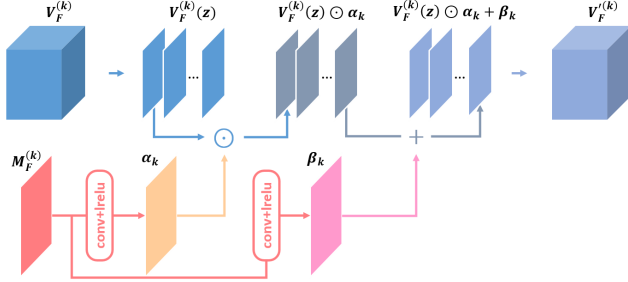 V_F^(k) V_F^(k)(z) V_F^(k)(z) ⊙ α_k V_F^(k)(z) ⊙ α_k + β_k V'_F^(k)
... ... ...
⊙ +
M_F^(k) α_k β_k
conv+lrelu conv+lrelu